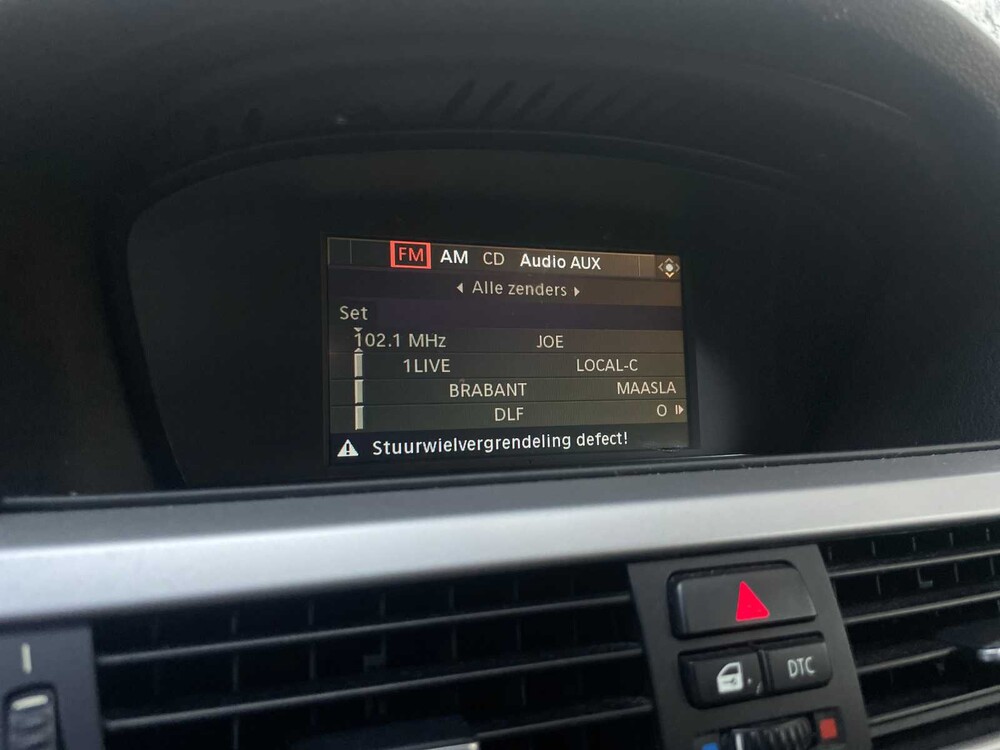 FM AM CD Audio AUX
Alle zenders
Set
102.1 MHz JOE
1LIVE LOCAL-C
BRABANT MAASLA
DLF O
Stuurwielvergrendeling defect!
DTC